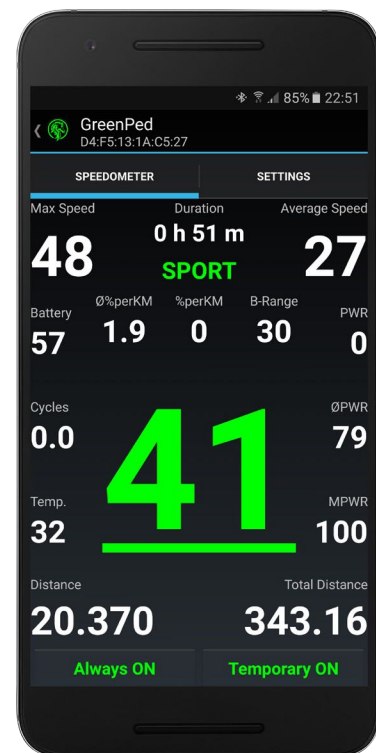 85% 22:51
GreenPed
D4:F5:13:1A:C5:27
SPEEDOMETER SETTINGS
Max Speed Duration Average Speed
48 0 h 51 m 27
SPORT
Battery Ø%perKM %perKM B-Range PWR
57 1.9 0 30 0
Cycles ØPWR
0.0 79
41
Temp. MPWR
32 100
Distance Total Distance
20.370 343.16
Always ON Temporary ON